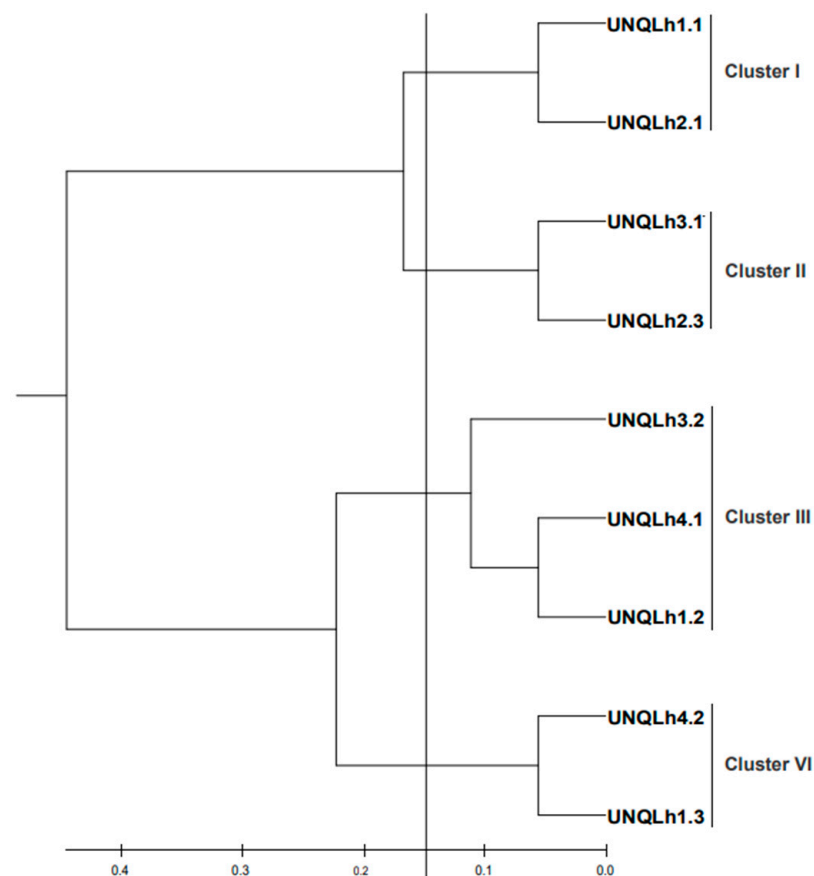 UNQLh1.1
Cluster I
UNQLh2.1
UNQLh3.1
Cluster II
UNQLh2.3
UNQLh3.2
UNQLh4.1
Cluster III
UNQLh1.2
UNQLh4.2
Cluster VI
UNQLh1.3
0.4 0.3 0.2 0.1 0.0